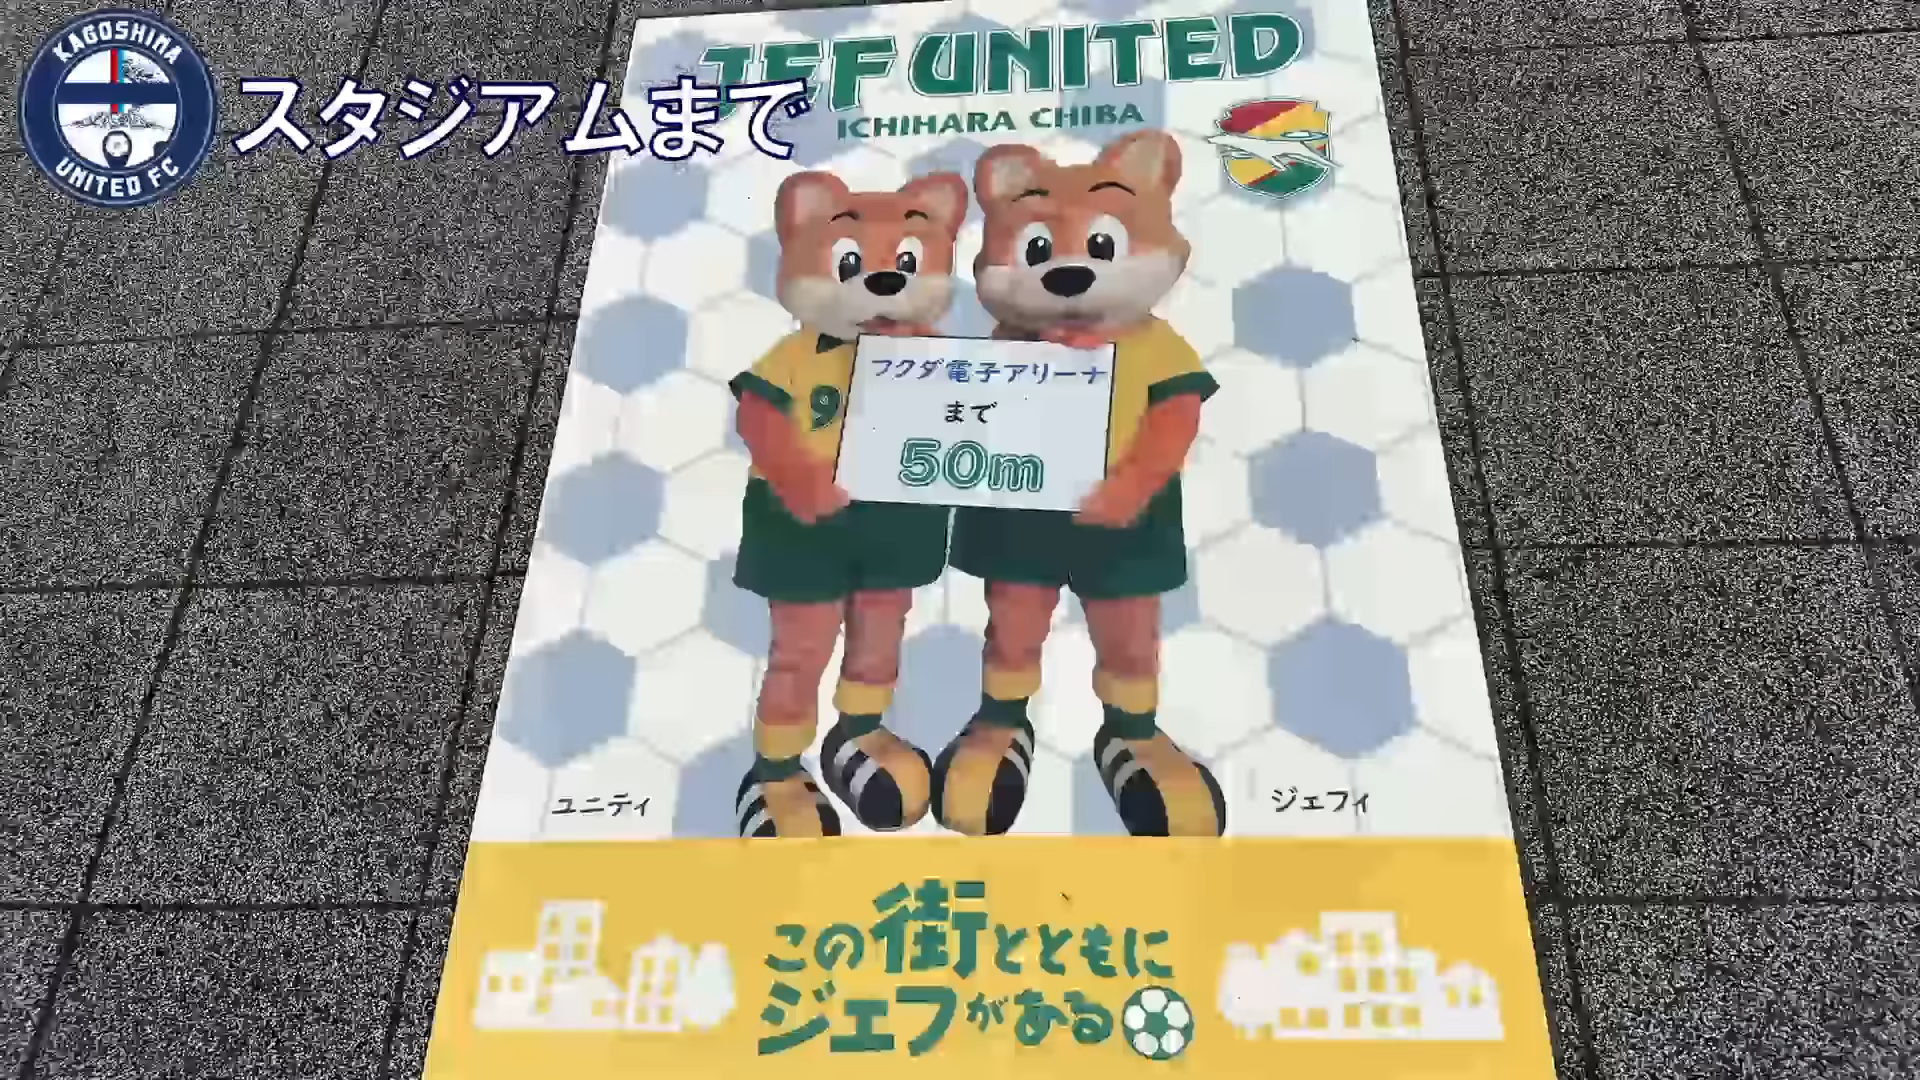 KAGOSHIMA
UNITED FC
スタジアムまで
JEF UNITED
ICHIHARA CHIBA
9
フクダ電子アリーナ
まで
50m
ユニティ
ジェフィ
この街とともに
ジェフがある